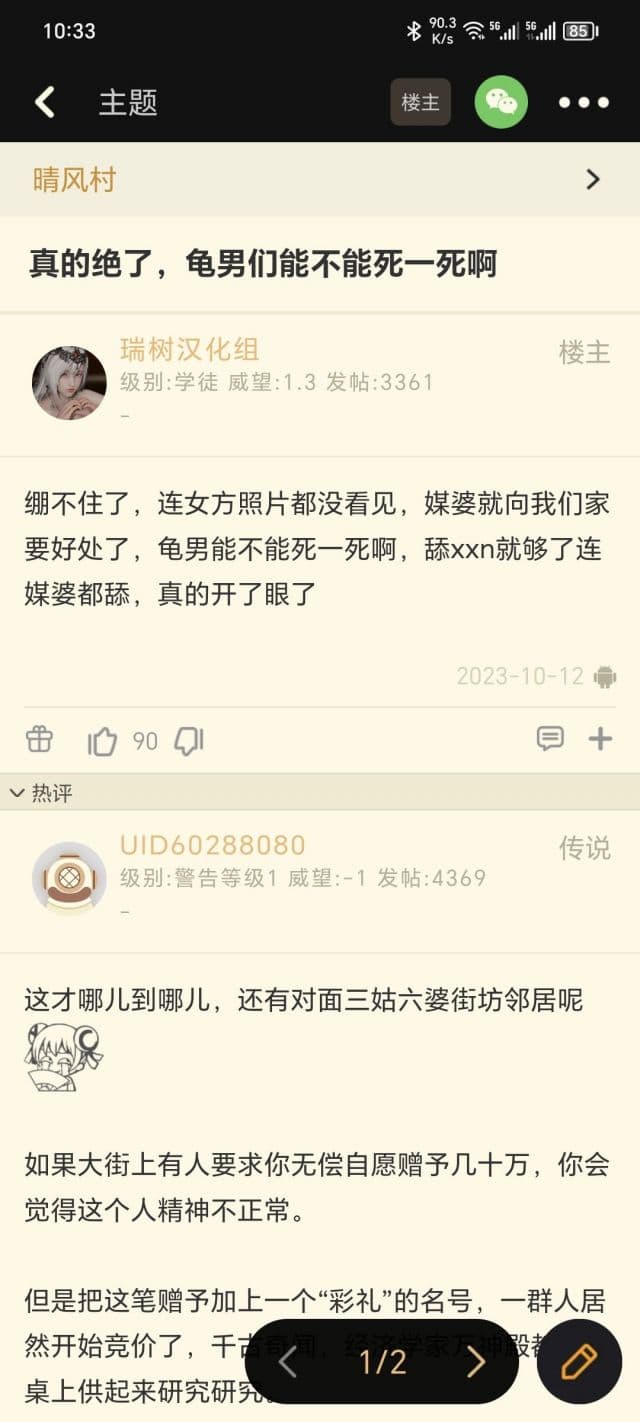 10:33
90.3
K/s
5G
5G
85
主题
楼主
晴风村
真的绝了，龟男们能不能死一死啊
瑞树汉化组
楼主
级别:学徒 威望:1.3 发帖:3361
-
绷不住了，连女方照片都没看见，媒婆就向我们家
要好处了，龟男能不能死一死啊，舔xxn就够了连
媒婆都舔，真的开了眼了
2023-10-12
90
热评
UID60288080
传说
级别:警告等级1 威望:-1 发帖:4369
-
这才哪儿到哪儿，还有对面三姑六婆街坊邻居呢
如果大街上有人要求你无偿自愿赠予几十万，你会
觉得这个人精神不正常。
但是把这笔赠予加上一个“彩礼”的名号，一群人居
然开始竞价了，千古奇闻，经济学家万神殿都
桌上供起来研究研究。
1/2